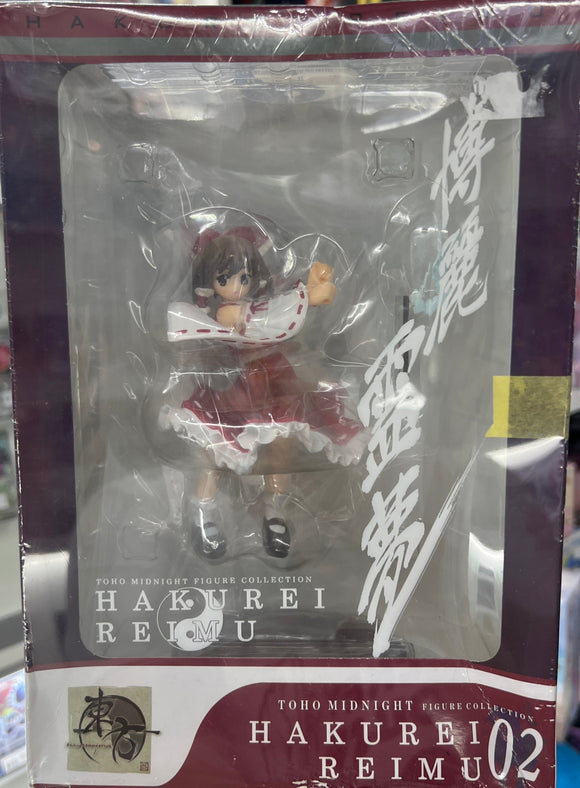 博麗
霊夢
TOHO MIDNIGHT FIGURE COLLECTION
HAKUREI
REIMU
東方
TOHO MIDNIGHT FIGURE COLLECTION
HAKUREI
REIMU 02